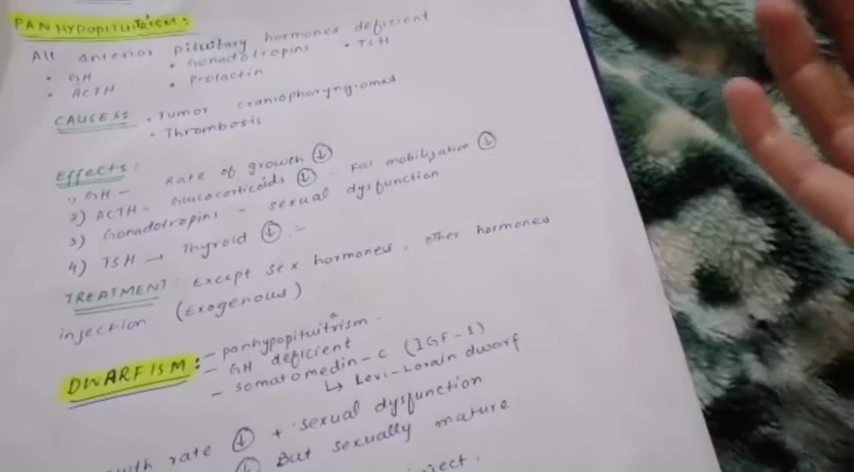 PANHYPOPITUITRISM:
All anterior pituitary hormones deficient
• GH • Gonadotropins • TSH
• ACTH • Prolactin
CAUSES: • Tumor craniopharyngiomas
• Thrombosis
Effects:
1) GH – Rate of growth ↓
2) ACTH – Glucocorticoids ↓ – Fat mobilization ↓
3) Gonadotropins – sexual dysfunction
4) TSH → Thyroid ↓ –
TREATMENT: Except sex hormones, other hormones
injection (Exogenous)
DWARFISM: – panhypopituitrism.
– GH deficient
– somatomedin-c (IGF-1)
↳ Levi-Lorain dwarf
rate ↓ + sexual dysfunction
↓ But sexually mature